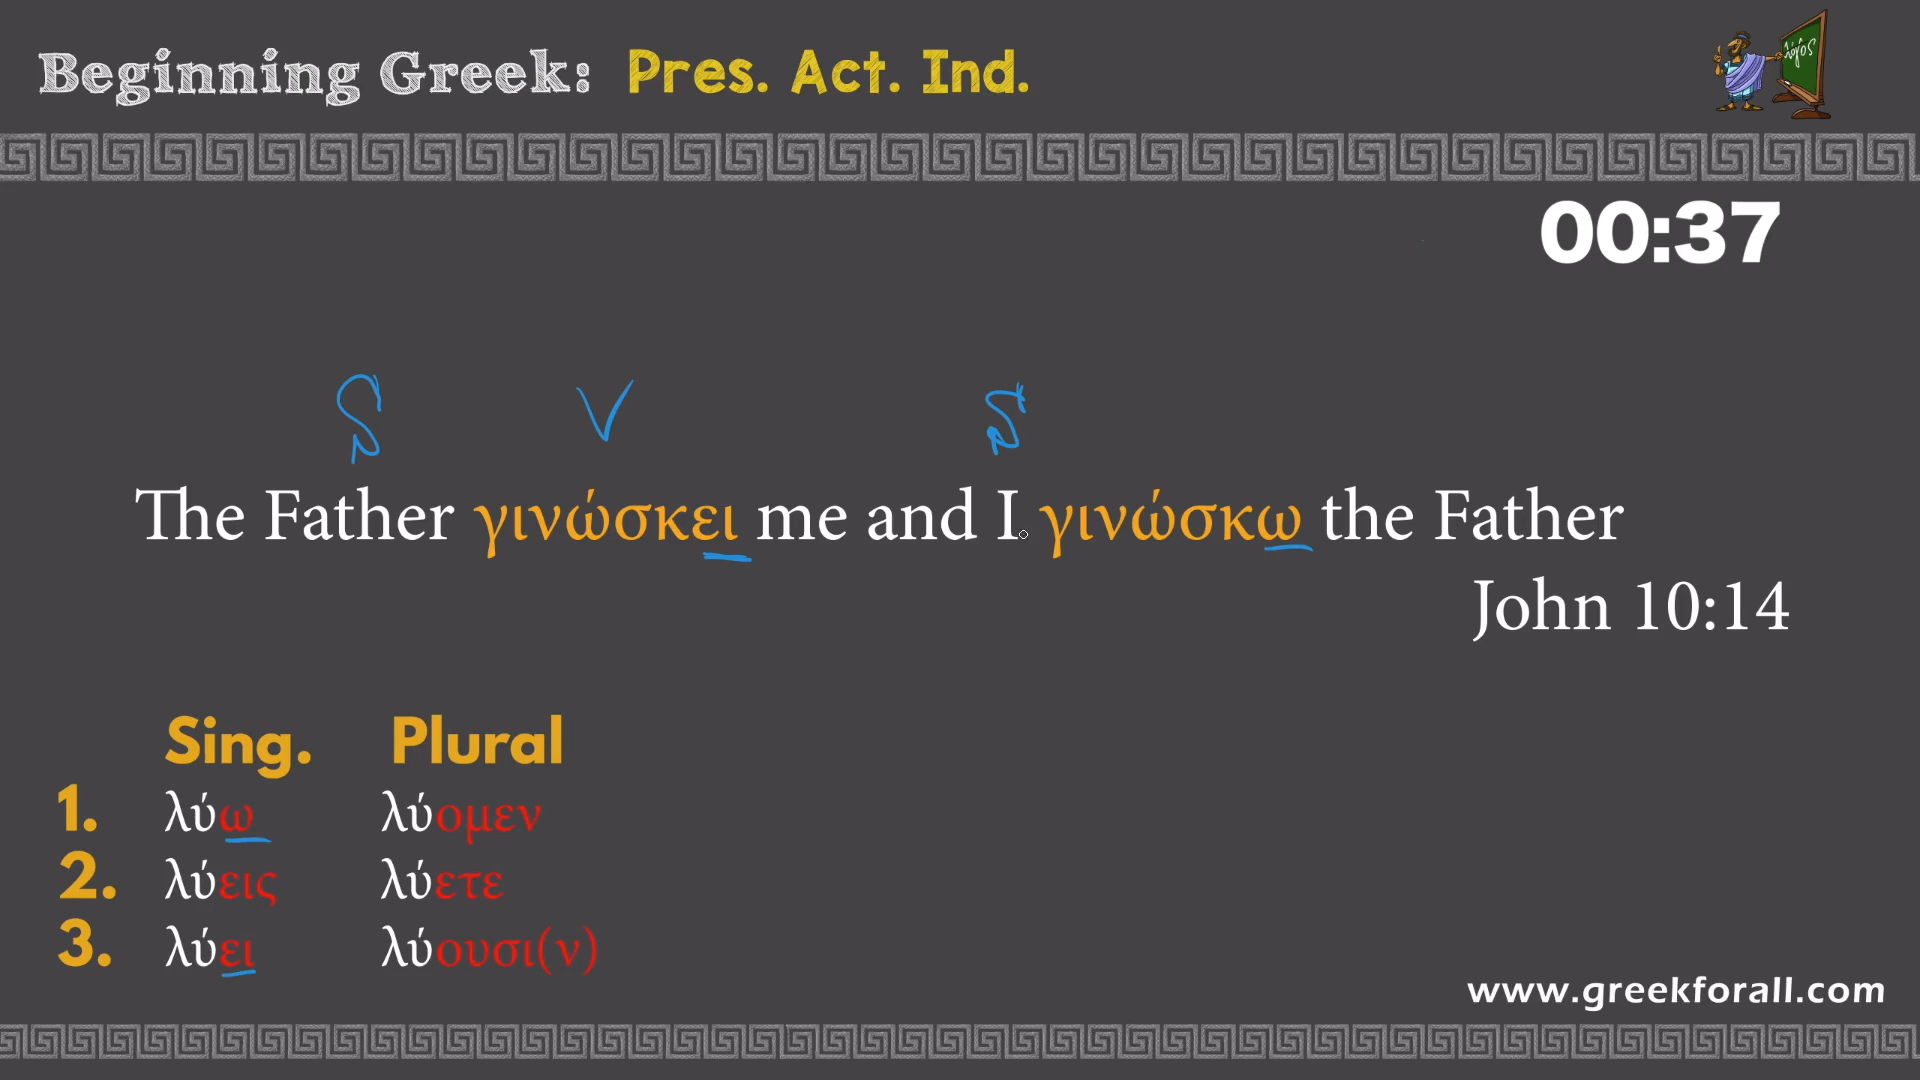 Beginning Greek: Pres. Act. Ind.
λόγος
00:37
S V S
The Father γινώσκει me and I γινώσκω the Father
John 10:14
Sing. Plural
1. λύω λύομεν
2. λύεις λύετε
3. λύει λύουσι(ν)
www.greekforall.com